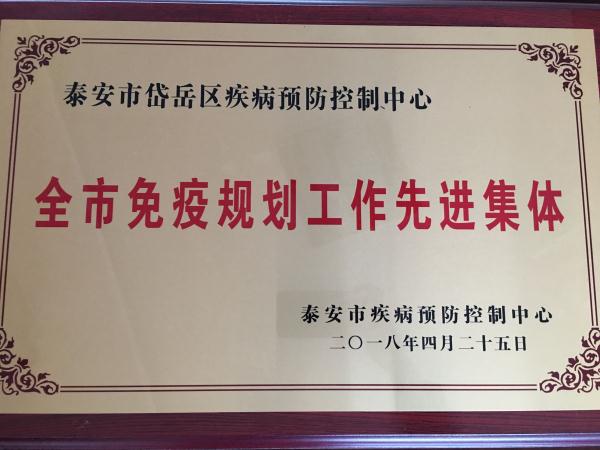 泰安市岱岳区疾病预防控制中心
全市免疫规划工作先进集体
泰安市疾病预防控制中心
二〇一八年四月二十五日